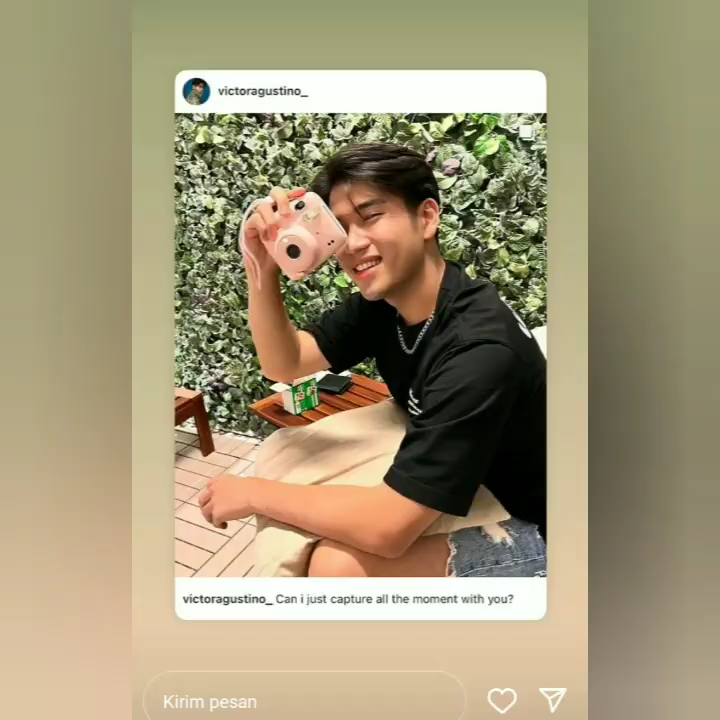 victoragustino_
victoragustino_ Can i just capture all the moment with you?
Kirim pesan